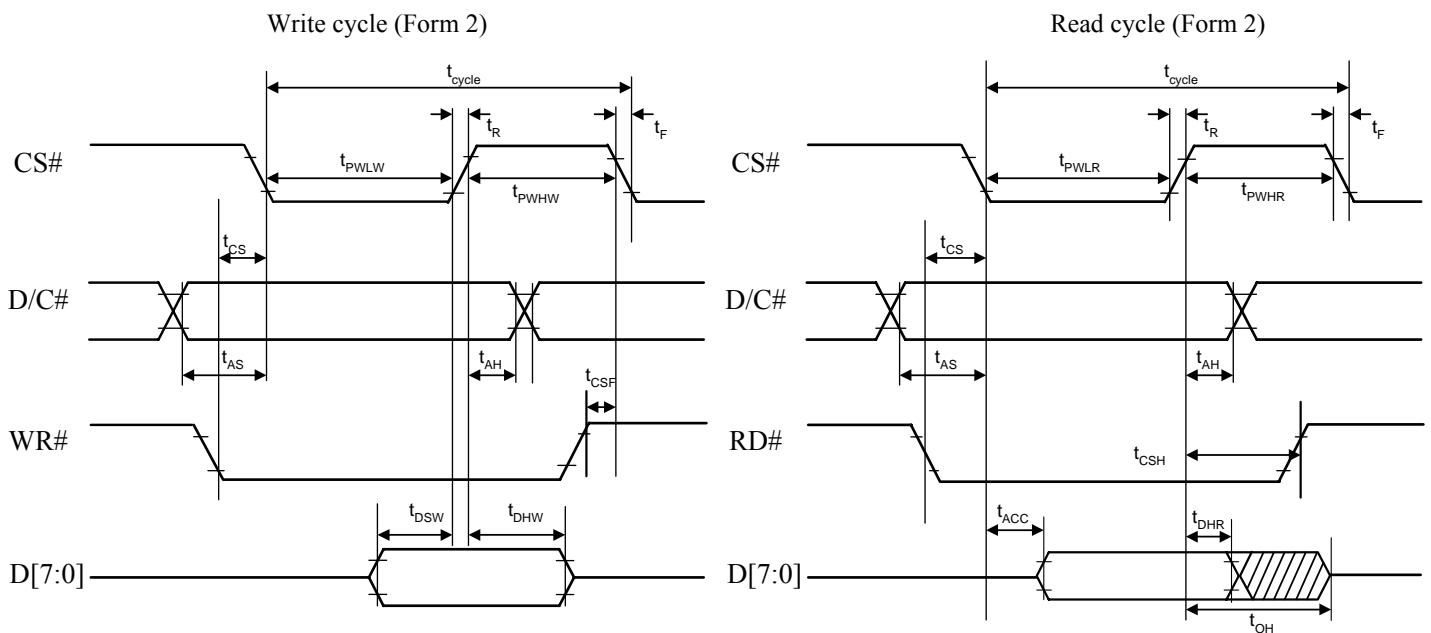 Write cycle (Form 2)
tcycle
tR
tF
CS#
tPWLW
tPWHW
tCS
D/C#
tAS
tAH
tCSF
WR#
tDSW
tDHW
D[7:0]
Read cycle (Form 2)
tcycle
tR
tF
CS#
tPWLR
tPWHR
tCS
D/C#
tAS
tAH
RD#
tCSH
tACC
tDHR
D[7:0]
tOH